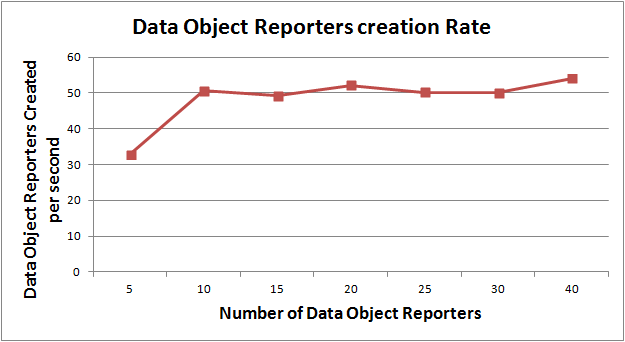 Data Object Reporters creation Rate
Data Object Reporters Created
per second
60
50
40
30
20
10
0
5 10 15 20 25 30 40
Number of Data Object Reporters